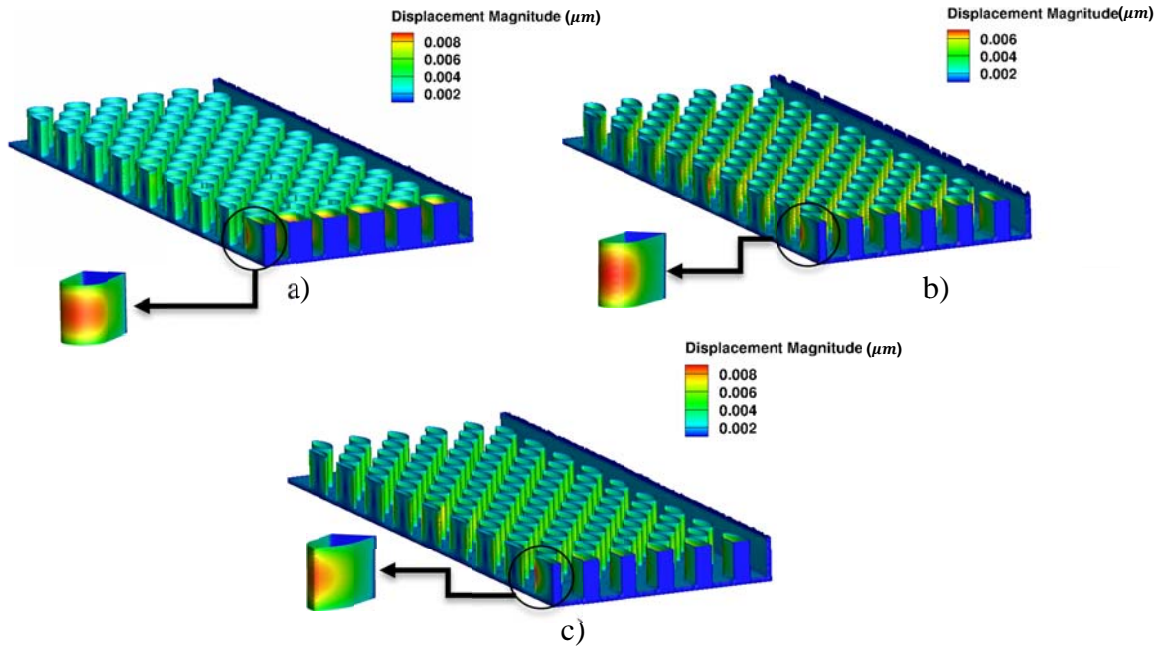 Displacement Magnitude (μm)
0.008
0.006
0.004
0.002
a)
Displacement Magnitude(μm)
0.006
0.004
0.002
b)
Displacement Magnitude (μm)
0.008
0.006
0.004
0.002
c)